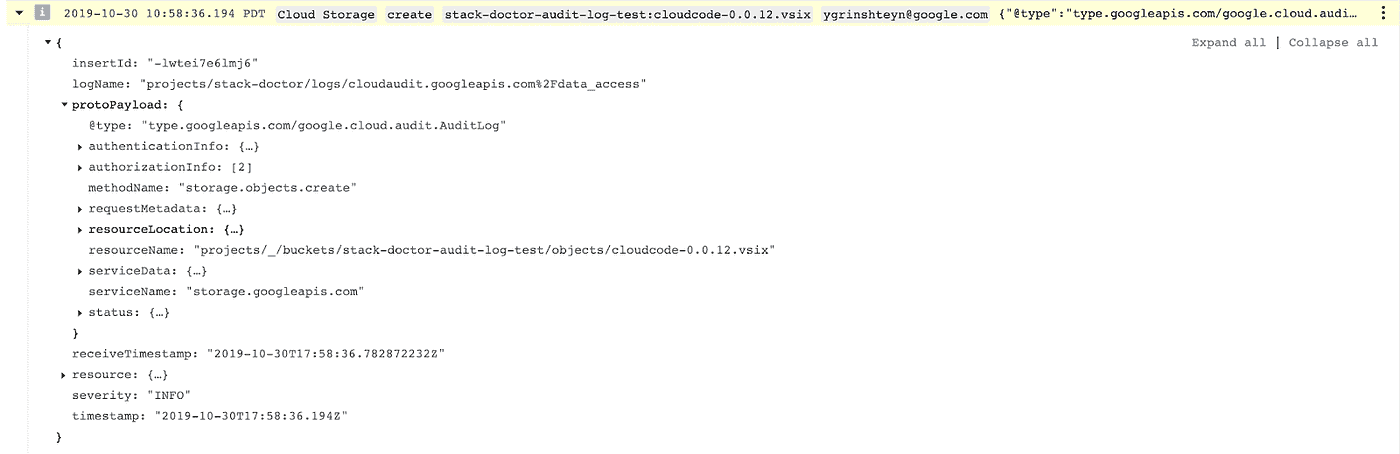 2019-10-30 10:58:36.194 PDT Cloud Storage create stack-doctor-audit-log-test:cloudcode-0.0.12.vsix ygrinshteyn@google.com {"@type":"type.googleapis.com/google.cloud.audi…
{
Expand all | Collapse all
insertId: "-lwtei7e6lmj6"
logName: "projects/stack-doctor/logs/cloudaudit.googleapis.com%2Fdata_access"
protoPayload: {
@type: "type.googleapis.com/google.cloud.audit.AuditLog"
authenticationInfo: {…}
authorizationInfo: [2]
methodName: "storage.objects.create"
requestMetadata: {…}
resourceLocation: {…}
resourceName: "projects/_/buckets/stack-doctor-audit-log-test/objects/cloudcode-0.0.12.vsix"
serviceData: {…}
serviceName: "storage.googleapis.com"
status: {…}
}
receiveTimestamp: "2019-10-30T17:58:36.782872232Z"
resource: {…}
severity: "INFO"
timestamp: "2019-10-30T17:58:36.194Z"
}